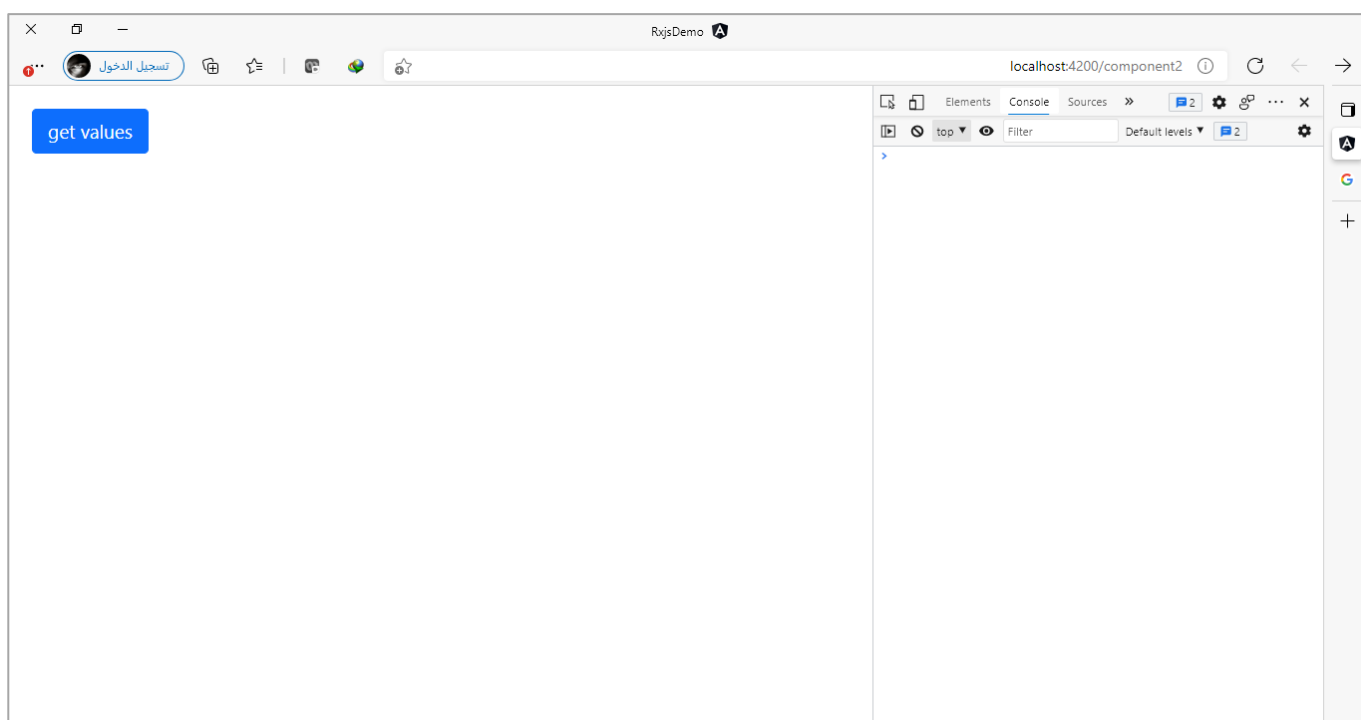 RxjsDemo
تسجيل الدخول
localhost:4200/component2
get values
Elements Console Sources 2
top Filter Default levels 2